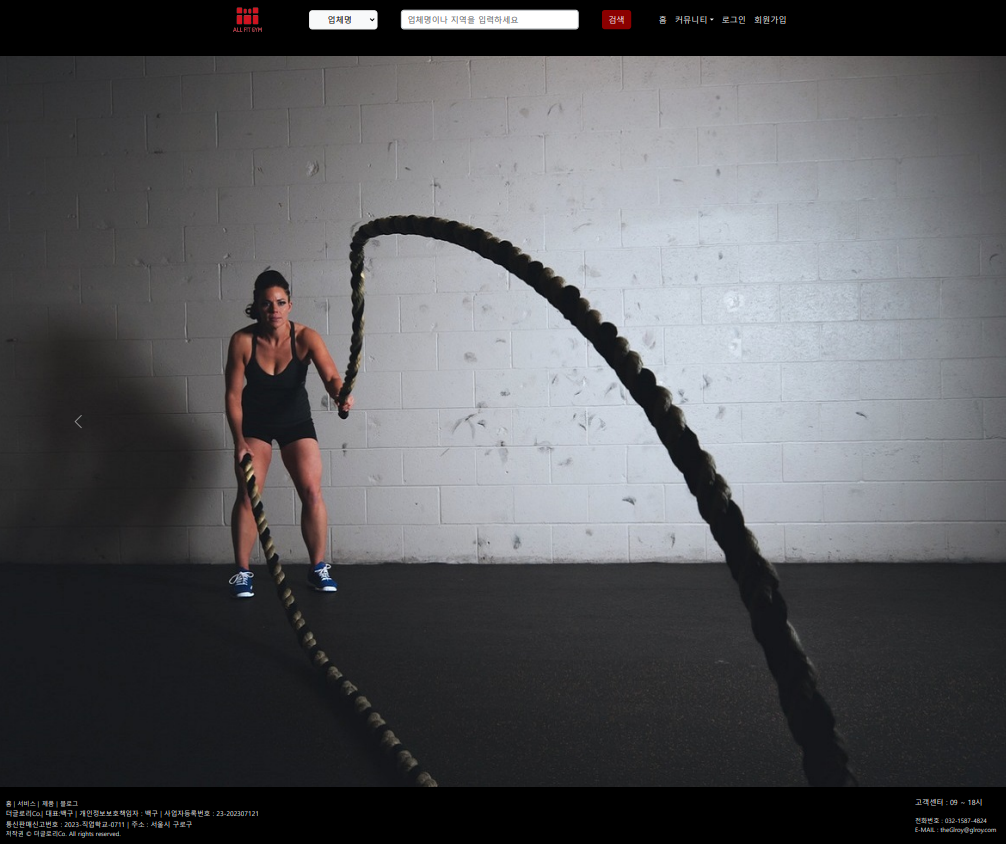 ALL FIT GYM
업체명
업체명이나 지역을 입력하세요
검색
홈 커뮤니티 로그인 회원가입
홈 | 서비스 | 제품 | 블로그
더글로리Co.| 대표:백구 | 개인정보보호책임자 : 백구 | 사업자등록번호 : 23-202307121
통신판매신고번호 : 2023-직업학교-0711 | 주소 : 서울시 구로구
저작권 © 더글로리Co. All rights reserved.
고객센터 : 09 ~ 18시
전화번호 : 032-1587-4824
E-MAIL : theGlroy@glroy.com